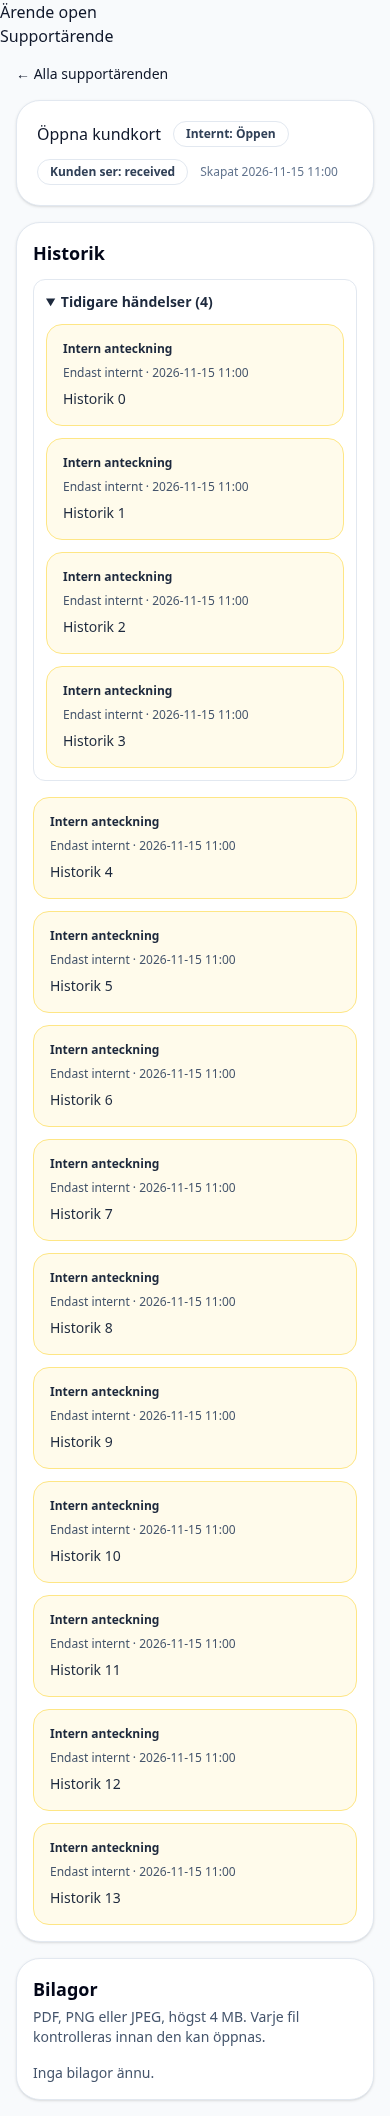 Ärende open
Supportärende
← Alla supportärenden
Öppna kundkort
Internt: Öppen
Kunden ser: received
Skapat 2026-11-15 11:00
Historik
▼ Tidigare händelser (4)
Intern anteckning
Endast internt · 2026-11-15 11:00
Historik 0
Intern anteckning
Endast internt · 2026-11-15 11:00
Historik 1
Intern anteckning
Endast internt · 2026-11-15 11:00
Historik 2
Intern anteckning
Endast internt · 2026-11-15 11:00
Historik 3
Intern anteckning
Endast internt · 2026-11-15 11:00
Historik 4
Intern anteckning
Endast internt · 2026-11-15 11:00
Historik 5
Intern anteckning
Endast internt · 2026-11-15 11:00
Historik 6
Intern anteckning
Endast internt · 2026-11-15 11:00
Historik 7
Intern anteckning
Endast internt · 2026-11-15 11:00
Historik 8
Intern anteckning
Endast internt · 2026-11-15 11:00
Historik 9
Intern anteckning
Endast internt · 2026-11-15 11:00
Historik 10
Intern anteckning
Endast internt · 2026-11-15 11:00
Historik 11
Intern anteckning
Endast internt · 2026-11-15 11:00
Historik 12
Intern anteckning
Endast internt · 2026-11-15 11:00
Historik 13
Bilagor
PDF, PNG eller JPEG, högst 4 MB. Varje fil
kontrolleras innan den kan öppnas.
Inga bilagor ännu.